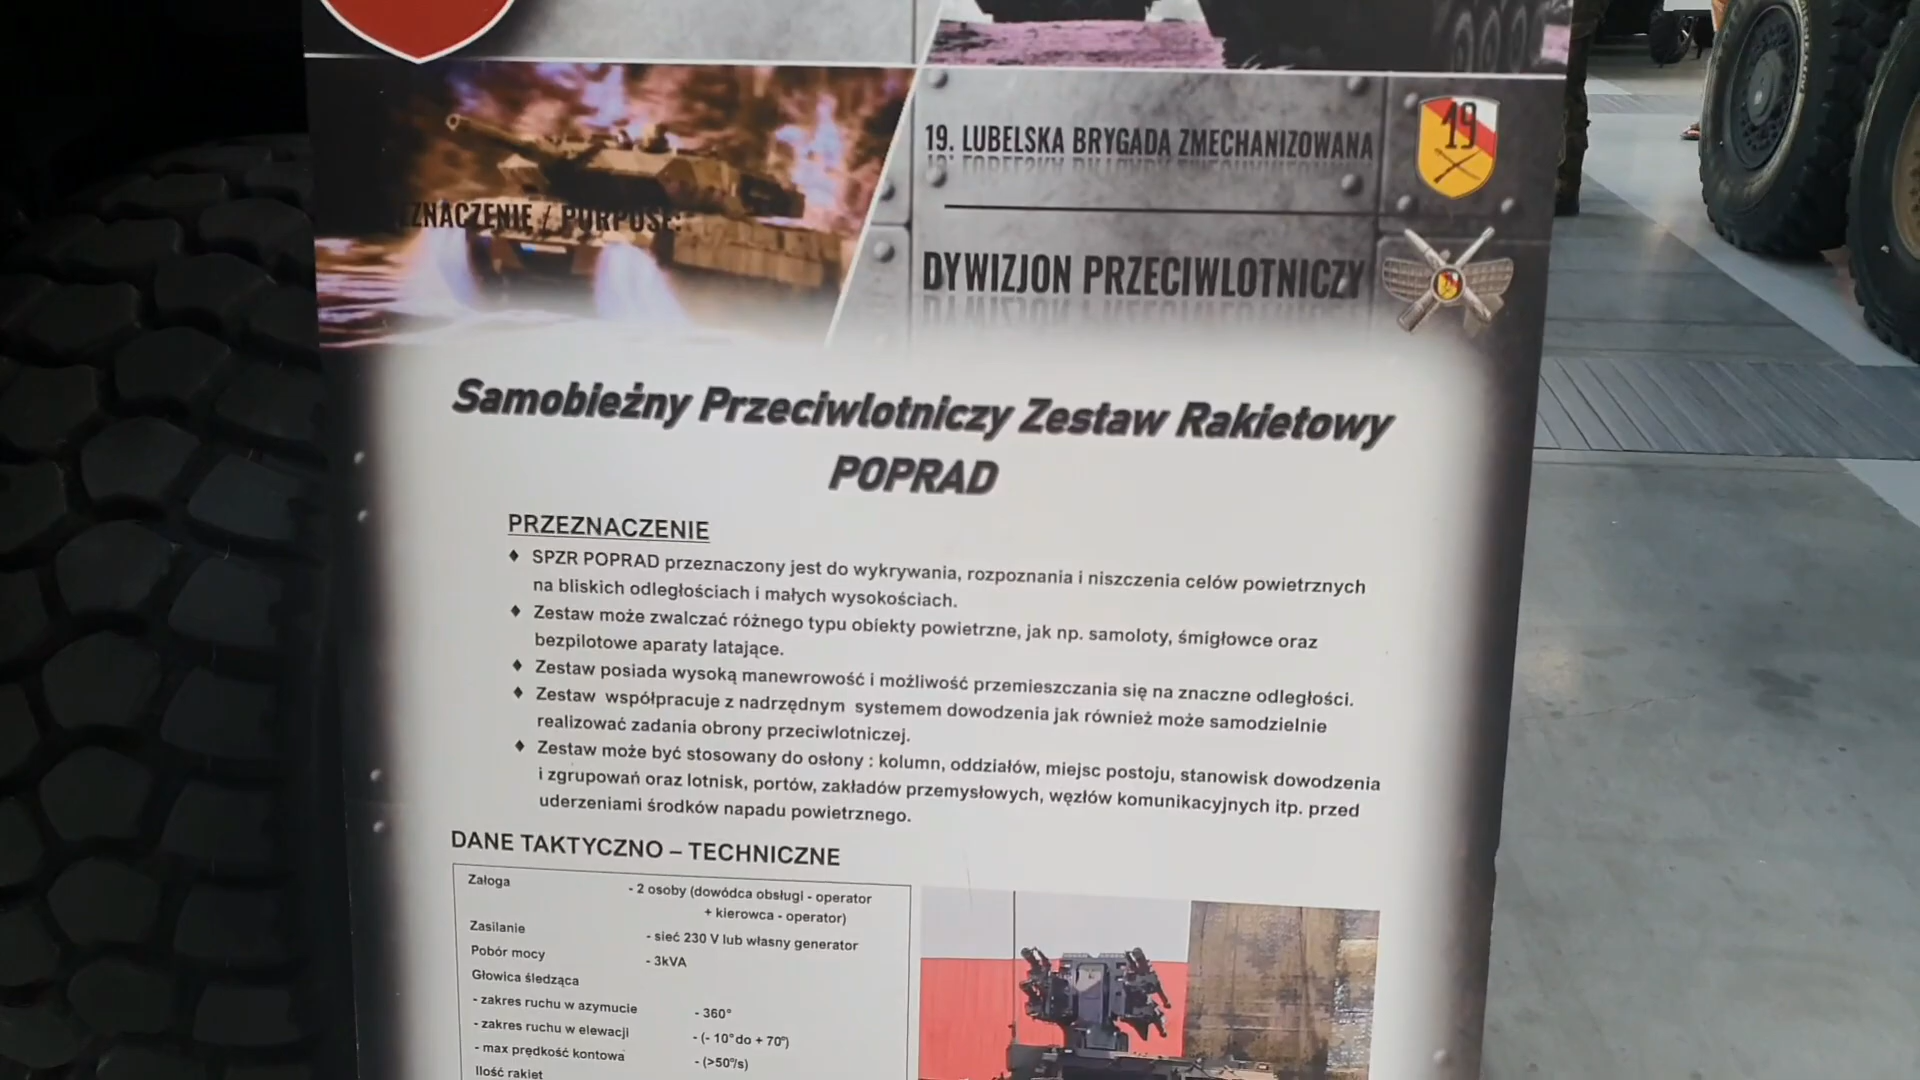 19. LUBELSKA BRYGADA ZMECHANIZOWANA
19
ZNACZENIE / PURPOSE:
DYWIZJON PRZECIWLOTNICZY
Samobieżny Przeciwlotniczy Zestaw Rakietowy
POPRAD
PRZEZNACZENIE
♦ SPZR POPRAD przeznaczony jest do wykrywania, rozpoznania i niszczenia celów powietrznych
na bliskich odległościach i małych wysokościach.
♦ Zestaw może zwalczać różnego typu obiekty powietrzne, jak np. samoloty, śmigłowce oraz
bezpilotowe aparaty latające.
♦ Zestaw posiada wysoką manewrowość i możliwość przemieszczania się na znaczne odległości.
♦ Zestaw współpracuje z nadrzędnym systemem dowodzenia jak również może samodzielnie
realizować zadania obrony przeciwlotniczej.
♦ Zestaw może być stosowany do osłony : kolumn, oddziałów, miejsc postoju, stanowisk dowodzenia
i zgrupowań oraz lotnisk, portów, zakładów przemysłowych, węzłów komunikacyjnych itp. przed
uderzeniami środków napadu powietrznego.
DANE TAKTYCZNO – TECHNICZNE
Załoga - 2 osoby (dowódca obsługi - operator
+ kierowca - operator)
Zasilanie - sieć 230 V lub własny generator
Pobór mocy - 3kVA
Głowica śledząca
- zakres ruchu w azymucie - 360°
- zakres ruchu w elewacji - (- 10° do + 70°)
- max prędkość kontowa - (>50°/s)
Ilość rakiet